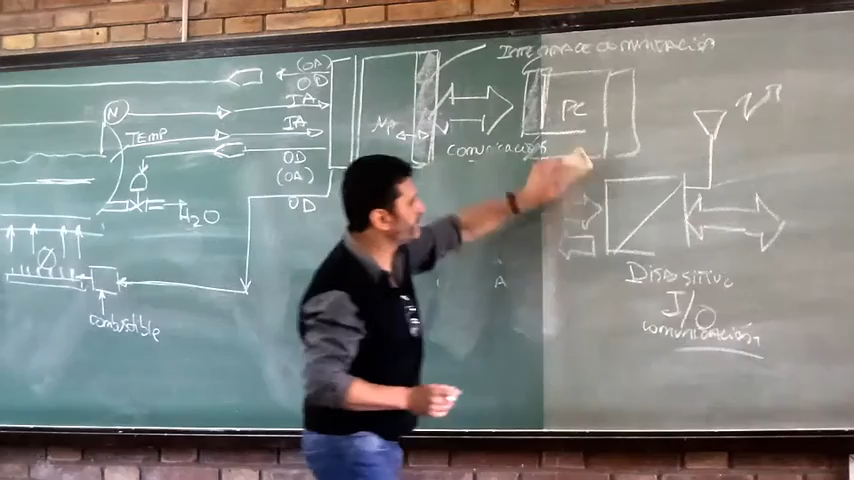 INTERFACE COMUNICACIÓN
(OA)
OD
IA
IA
OD
(OA)
OD
N
TEMP
H2O
combustible
MP
PC
COMUNICACIÓN
DISPOSITIVO
I/O
COMUNICACIÓN